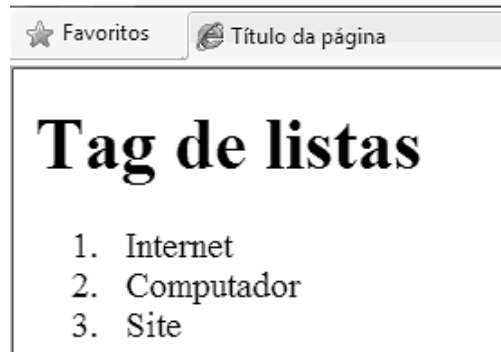 Favoritos Título da página
Tag de listas
1. Internet
2. Computador
3. Site